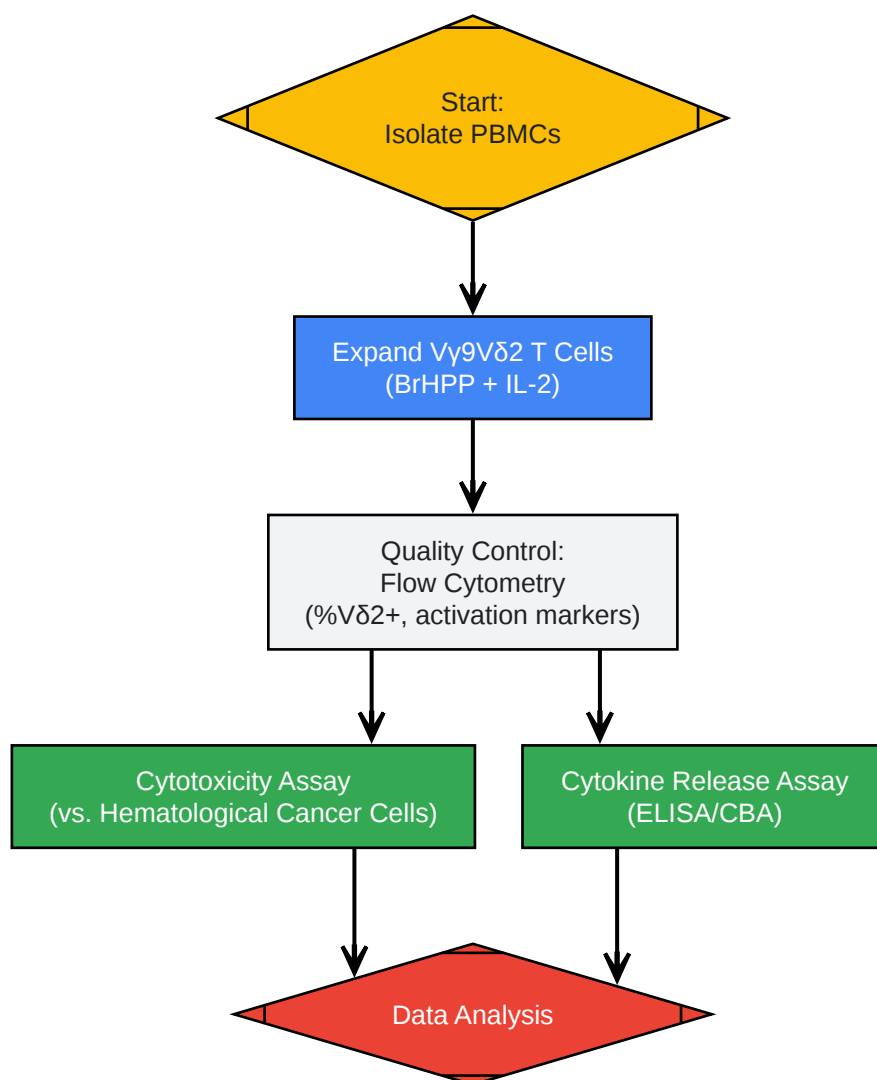 Start:
Isolate PBMCs
Expand Vγ9Vδ2 T Cells
(BrHPP + IL-2)
Quality Control:
Flow Cytometry
(%Vδ2+, activation markers)
Cytotoxicity Assay
(vs. Hematological Cancer Cells)
Cytokine Release Assay
(ELISA/CBA)
Data Analysis